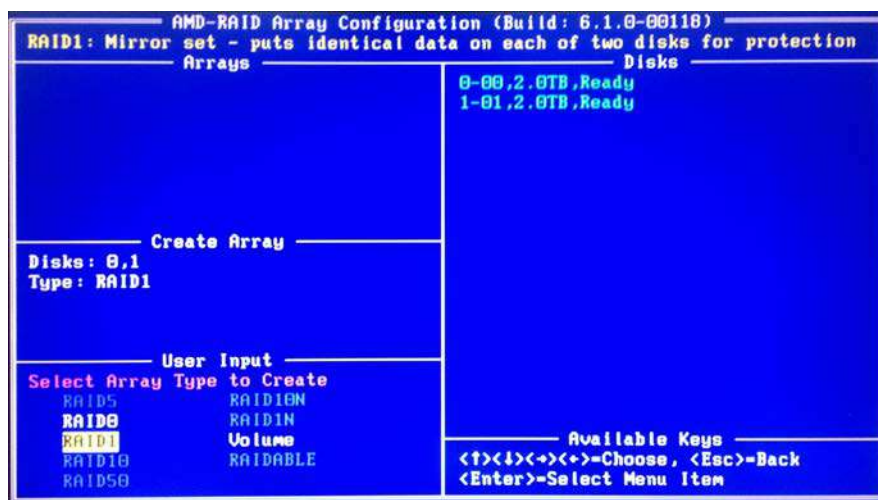 AMD-RAID Array Configuration (Build: 6.1.0-00118)
RAID1: Mirror set - puts identical data on each of two disks for protection
Arrays
Disks
0-00,2.0TB,Ready
1-01,2.0TB,Ready
Create Array
Disks: 0,1
Type: RAID1
User Input
Select Array Type to Create
RAID5 RAID10N
RAID0 RAID1N
RAID1 Volume
RAID10 RAIDABLE
RAID50
Available Keys
<↑><↓><→><←>=Choose, <Esc>=Back
<Enter>=Select Menu Item